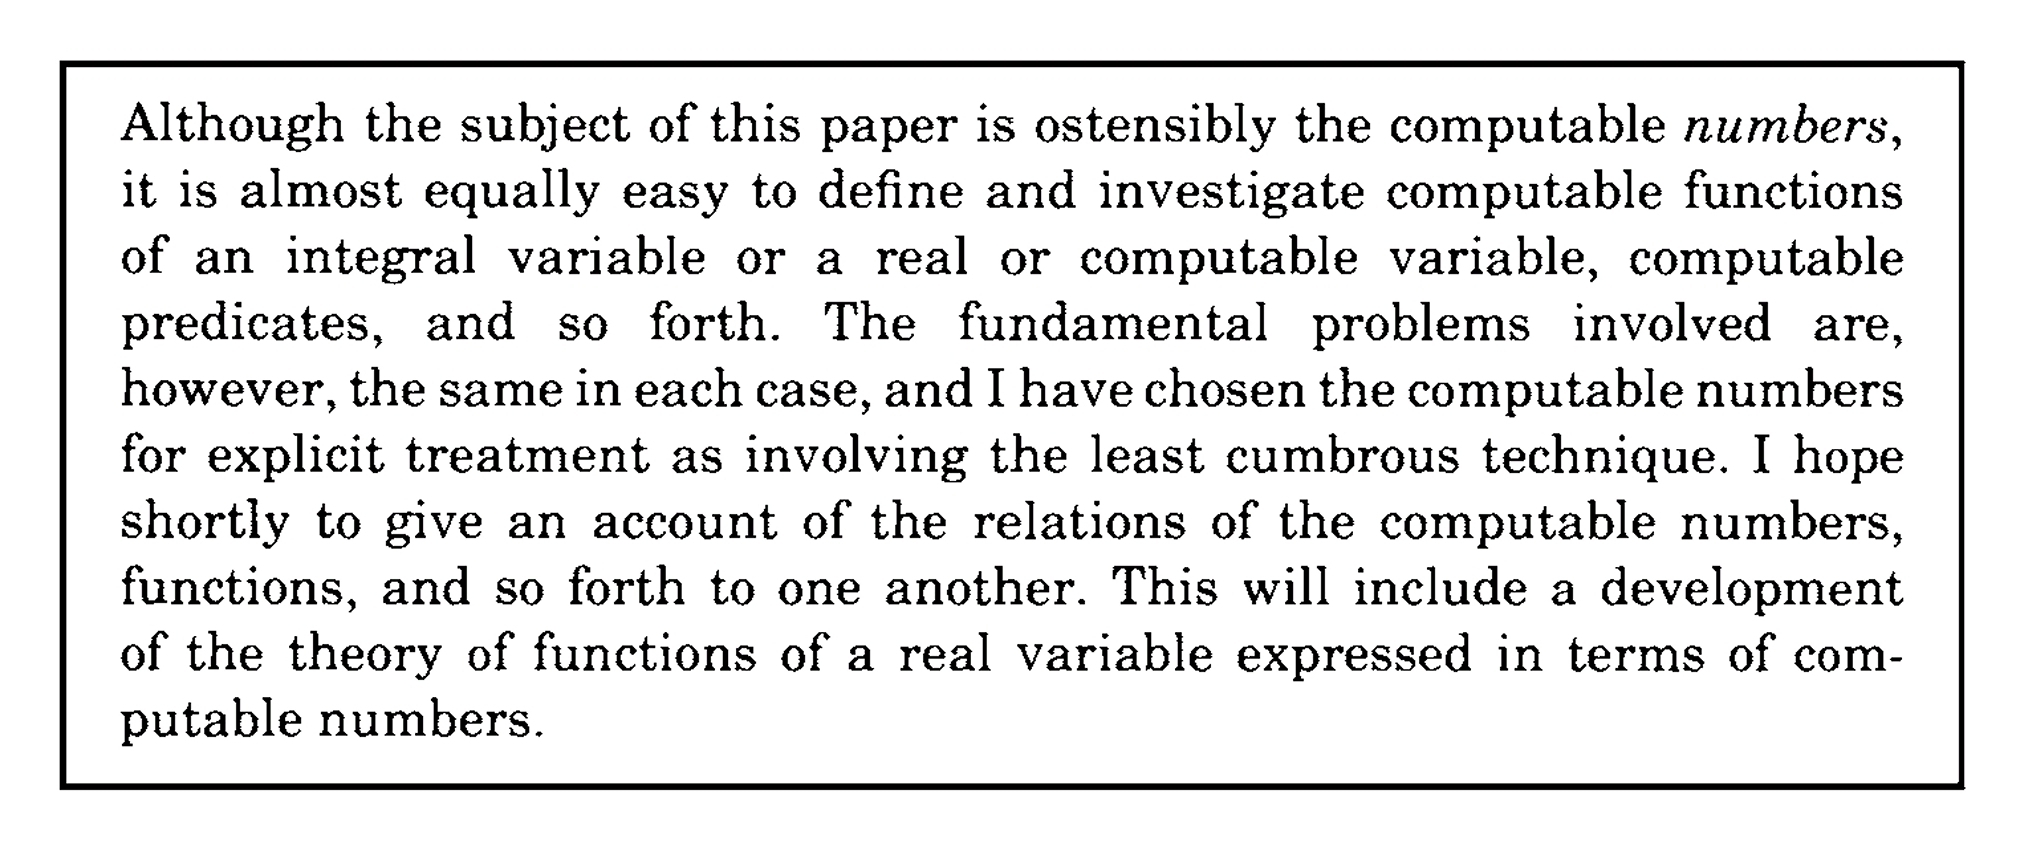 Although the subject of this paper is ostensibly the computable numbers,
it is almost equally easy to define and investigate computable functions
of an integral variable or a real or computable variable, computable
predicates, and so forth. The fundamental problems involved are,
however, the same in each case, and I have chosen the computable numbers
for explicit treatment as involving the least cumbrous technique. I hope
shortly to give an account of the relations of the computable numbers,
functions, and so forth to one another. This will include a development
of the theory of functions of a real variable expressed in terms of com-
putable numbers.